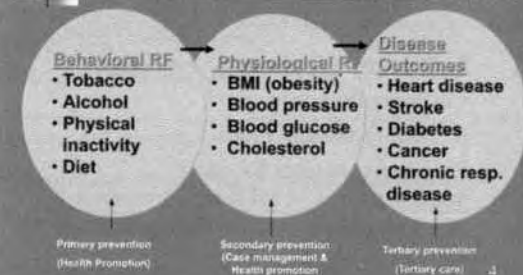 Behavioral RF
• Tobacco
• Alcohol
• Physical
inactivity
• Diet
Physiological RF
• BMI (obesity)
• Blood pressure
• Blood glucose
• Cholesterol
Disease
Outcomes
• Heart disease
• Stroke
• Diabetes
• Cancer
• Chronic resp.
disease
Primary prevention
(Health Promotion)
Secondary prevention
(Case management &
Health promotion
Tertiary prevention
(Tertiary care)